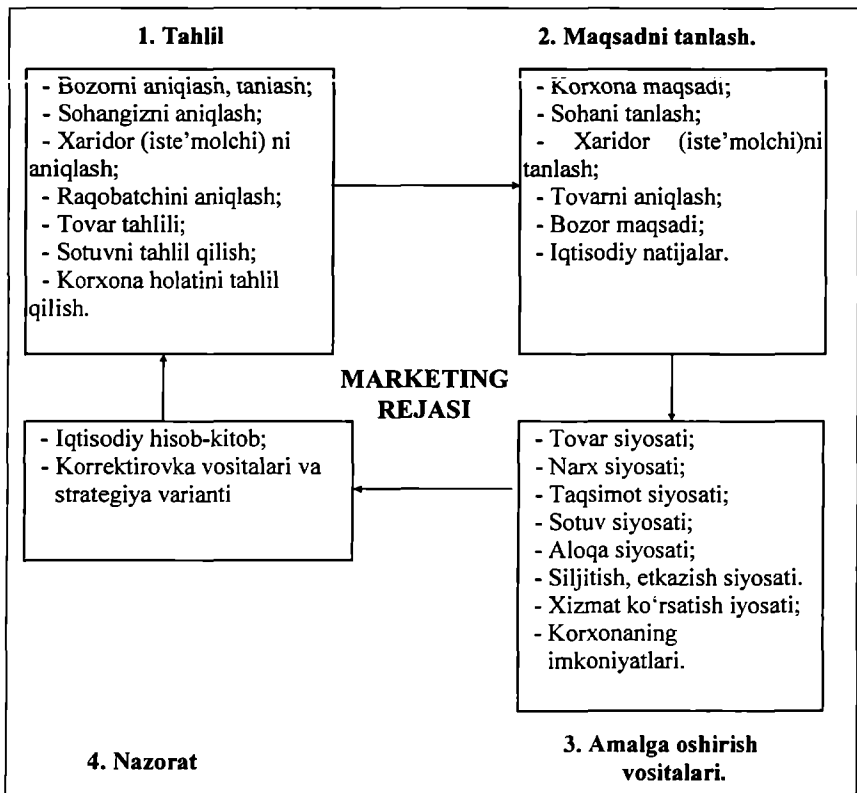 1. Tahlil
- Bozorni aniqiash, taniash;
- Sohangizni aniqlash;
- Xaridor (iste’molchi) ni
aniqlash;
- Raqobatchini aniqlash;
- Tovar tahlili;
- Sotuvni tahlil qilish;
- Korxona holatini tahlil
qilish.
2. Maqsadni tanlash.
- Korxona maqsadi;
- Sohani tanlash;
- Xaridor (iste’molchi)ni
tanlash;
- Tovarni aniqlash;
- Bozor maqsadi;
- Iqtisodiy natijalar.
MARKETING
REJASI
- Iqtisodiy hisob-kitob;
- Korrektirovka vositalari va
strategiya varianti
4. Nazorat
- Tovar siyosati;
- Narx siyosati;
- Taqsimot siyosati;
- Sotuv siyosati;
- Aloqa siyosati;
- Siljitish, etkazish siyosati.
- Xizmat ko‘rsatish iyosati;
- Korxonaning
imkoniyatlari.
3. Amalga oshirish
vositalari.